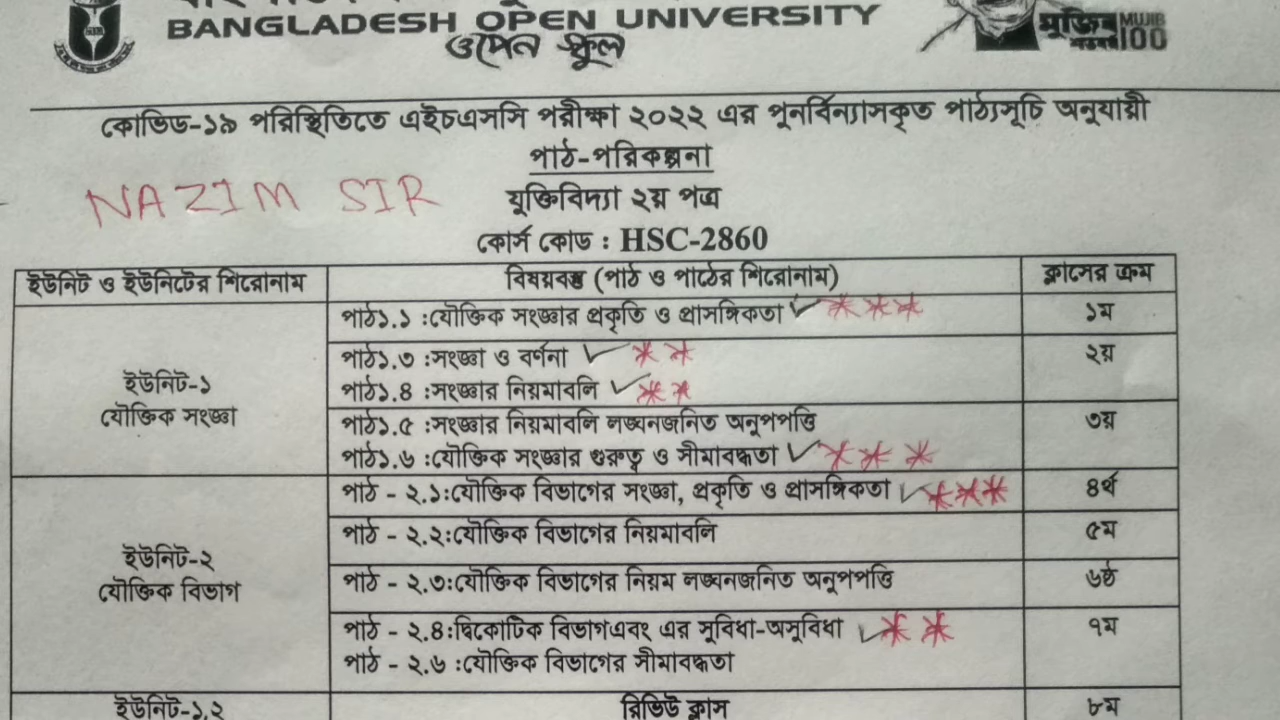 BANGLADESH OPEN UNIVERSITY
ওপেন স্কুল
মুজিব
MUJIB
100
কোভিড-১৯ পরিস্থিতিতে এইচএসসি পরীক্ষা ২০২২ এর পুনর্বিন্যাসকৃত পাঠ্যসূচি অনুযায়ী
পাঠ-পরিকল্পনা
NAZIM SIR
যুক্তিবিদ্যা ২য় পত্র
কোর্স কোড : HSC-2860
ইউনিট ও ইউনিটের শিরোনাম
বিষয়বস্তু (পাঠ ও পাঠের শিরোনাম)
ক্লাসের ক্রম
পাঠ১.১ :যৌক্তিক সংজ্ঞার প্রকৃতি ও প্রাসঙ্গিকতা
১ম
পাঠ১.৩ :সংজ্ঞা ও বর্ণনা
২য়
পাঠ১.৪ :সংজ্ঞার নিয়মাবলি
ইউনিট-১
যৌক্তিক সংজ্ঞা
পাঠ১.৫ :সংজ্ঞার নিয়মাবলি লঙ্ঘনজনিত অনুপপত্তি
৩য়
পাঠ১.৬ :যৌক্তিক সংজ্ঞার গুরুত্ব ও সীমাবদ্ধতা
পাঠ - ২.১:যৌক্তিক বিভাগের সংজ্ঞা, প্রকৃতি ও প্রাসঙ্গিকতা
৪র্থ
পাঠ - ২.২:যৌক্তিক বিভাগের নিয়মাবলি
৫ম
ইউনিট-২
যৌক্তিক বিভাগ
পাঠ - ২.৩:যৌক্তিক বিভাগের নিয়ম লঙ্ঘনজনিত অনুপপত্তি
৬ষ্ঠ
পাঠ - ২.৪:দ্বিকোটিক বিভাগএবং এর সুবিধা-অসুবিধা
৭ম
পাঠ - ২.৬ :যৌক্তিক বিভাগের সীমাবদ্ধতা
ইউনিট-১,২
রিভিউ ক্লাস
৮ম